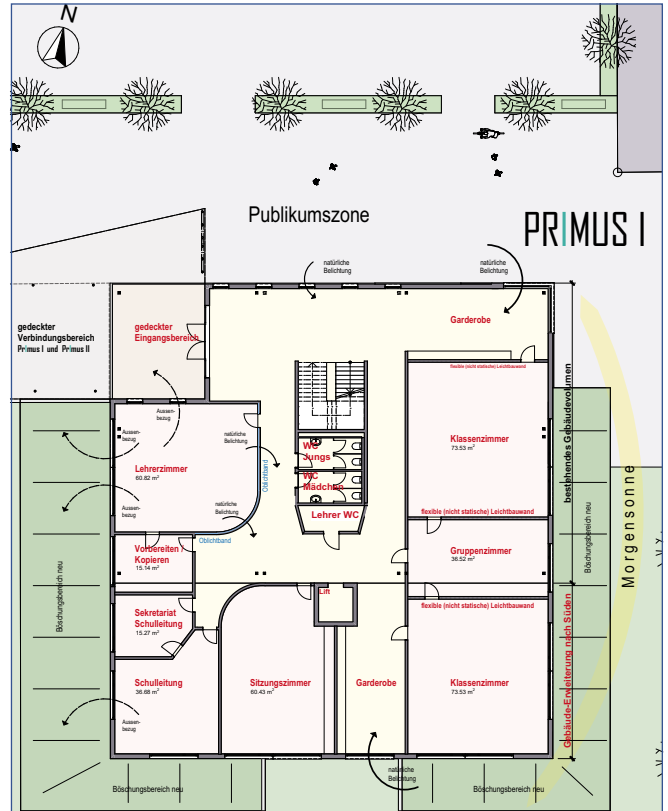 N
Publikumszone
PRIMUS I
natürliche
Belichtung
natürliche
Belichtung
gedeckter
Verbindungsbereich
Primus I und Primus II
gedeckter
Eingangsbereich
Garderobe
flexible (nicht statische) Leichtbauwand
Aussen-
bezug
Aussen-
bezug
natürliche
Belichtung
WC
Jungs
Klassenzimmer
73.53 m²
bestehendes Gebäudevolumen
Lehrerzimmer
60.82 m²
Oblichtband
WC
Mädchen
Aussen-
bezug
natürliche
Belichtung
Lehrer WC
flexible (nicht statische) Leichtbauwand
Morgensonne
Böschungsbereich neu
Oblichtband
Vorbereiten /
Kopieren
15.14 m²
Gruppenzimmer
36.52 m²
Böschungsbereich neu
Lift
Sekretariat
Schulleitung
15.27 m²
flexible (nicht statische) Leichtbauwand
Gebäude-Erweiterung nach Süden
Schulleitung
36.68 m²
Sitzungszimmer
60.43 m²
Garderobe
Klassenzimmer
73.53 m²
Aussen-
bezug
natürliche
Belichtung
Böschungsbereich neu
Böschungsbereich neu